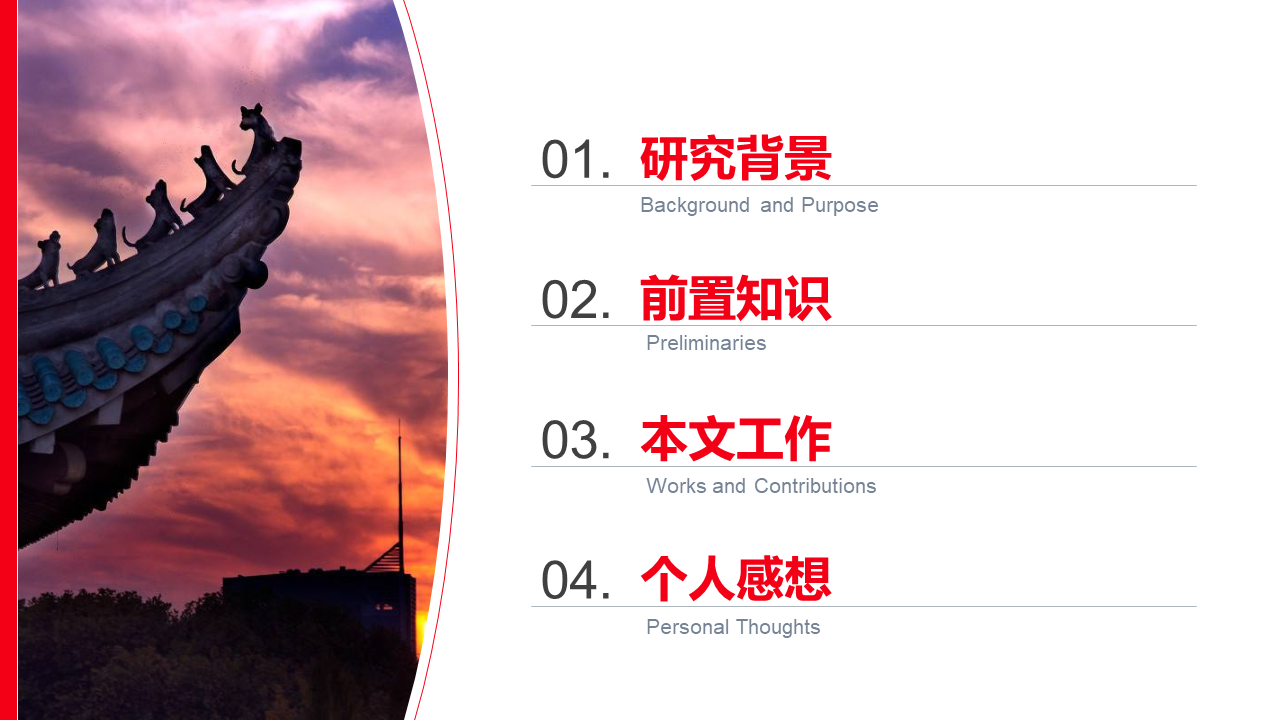 01. 研究背景
Background and Purpose
02. 前置知识
Preliminaries
03. 本文工作
Works and Contributions
04. 个人感想
Personal Thoughts